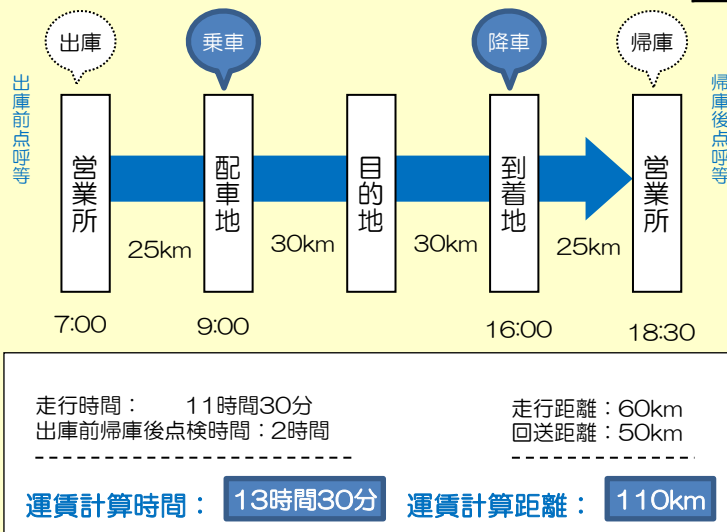 出庫
乗車
降車
帰庫
出庫前点呼等
営業所
配車地
目的地
到着地
営業所
帰庫後点呼等
25km
30km
30km
25km
7:00
9:00
16:00
18:30
走行時間： 11時間30分
出庫前帰庫後点検時間：2時間
走行距離：60km
回送距離：50km
運賃計算時間： 13時間30分
運賃計算距離： 110km